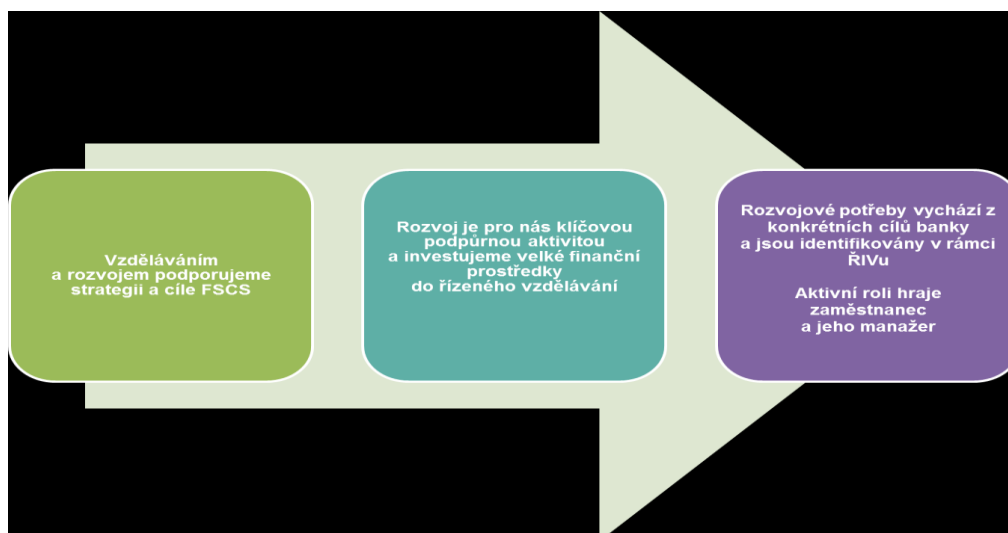 Vzděláváním
a rozvojem podporujeme
strategii a cíle FSCS
Rozvoj je pro nás klíčovou
podpůrnou aktivitou
a investujeme velké finanční
prostředky
do řízeného vzdělávání
Rozvojové potřeby vychází z
konkrétních cílů banky
a jsou identifikovány v rámci
ŘIVu
Aktivní roli hraje
zaměstnanec
a jeho manažer